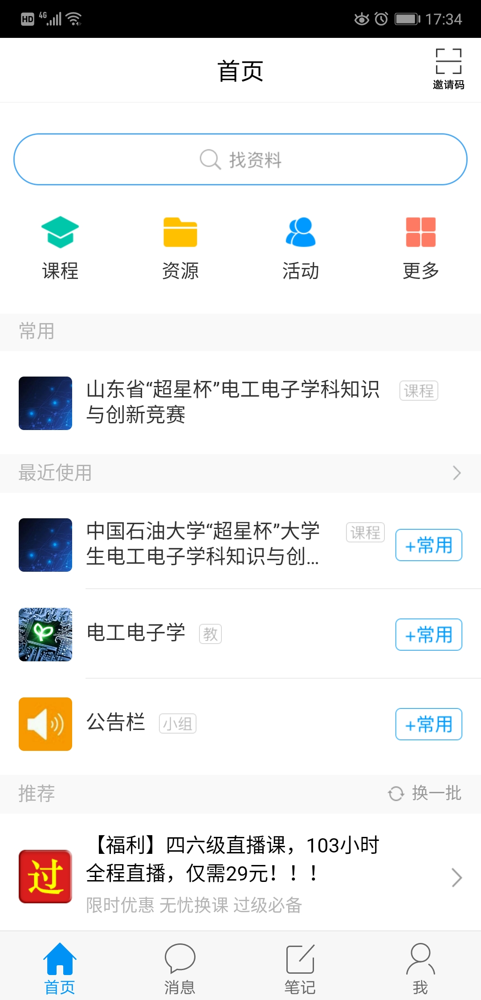 HD 4G 17:34
首页
邀请码
找资料
课程 资源 活动 更多
常用
山东省“超星杯”电工电子学科知识 课程
与创新竞赛
最近使用
中国石油大学“超星杯”大学 课程
生电工电子学科知识与创...
+常用
电工电子学 教 +常用
公告栏 小组 +常用
推荐 换一批
【福利】四六级直播课，103小时
全程直播，仅需29元！！！
过
限时优惠 无忧换课 过级必备
首页 消息 笔记 我